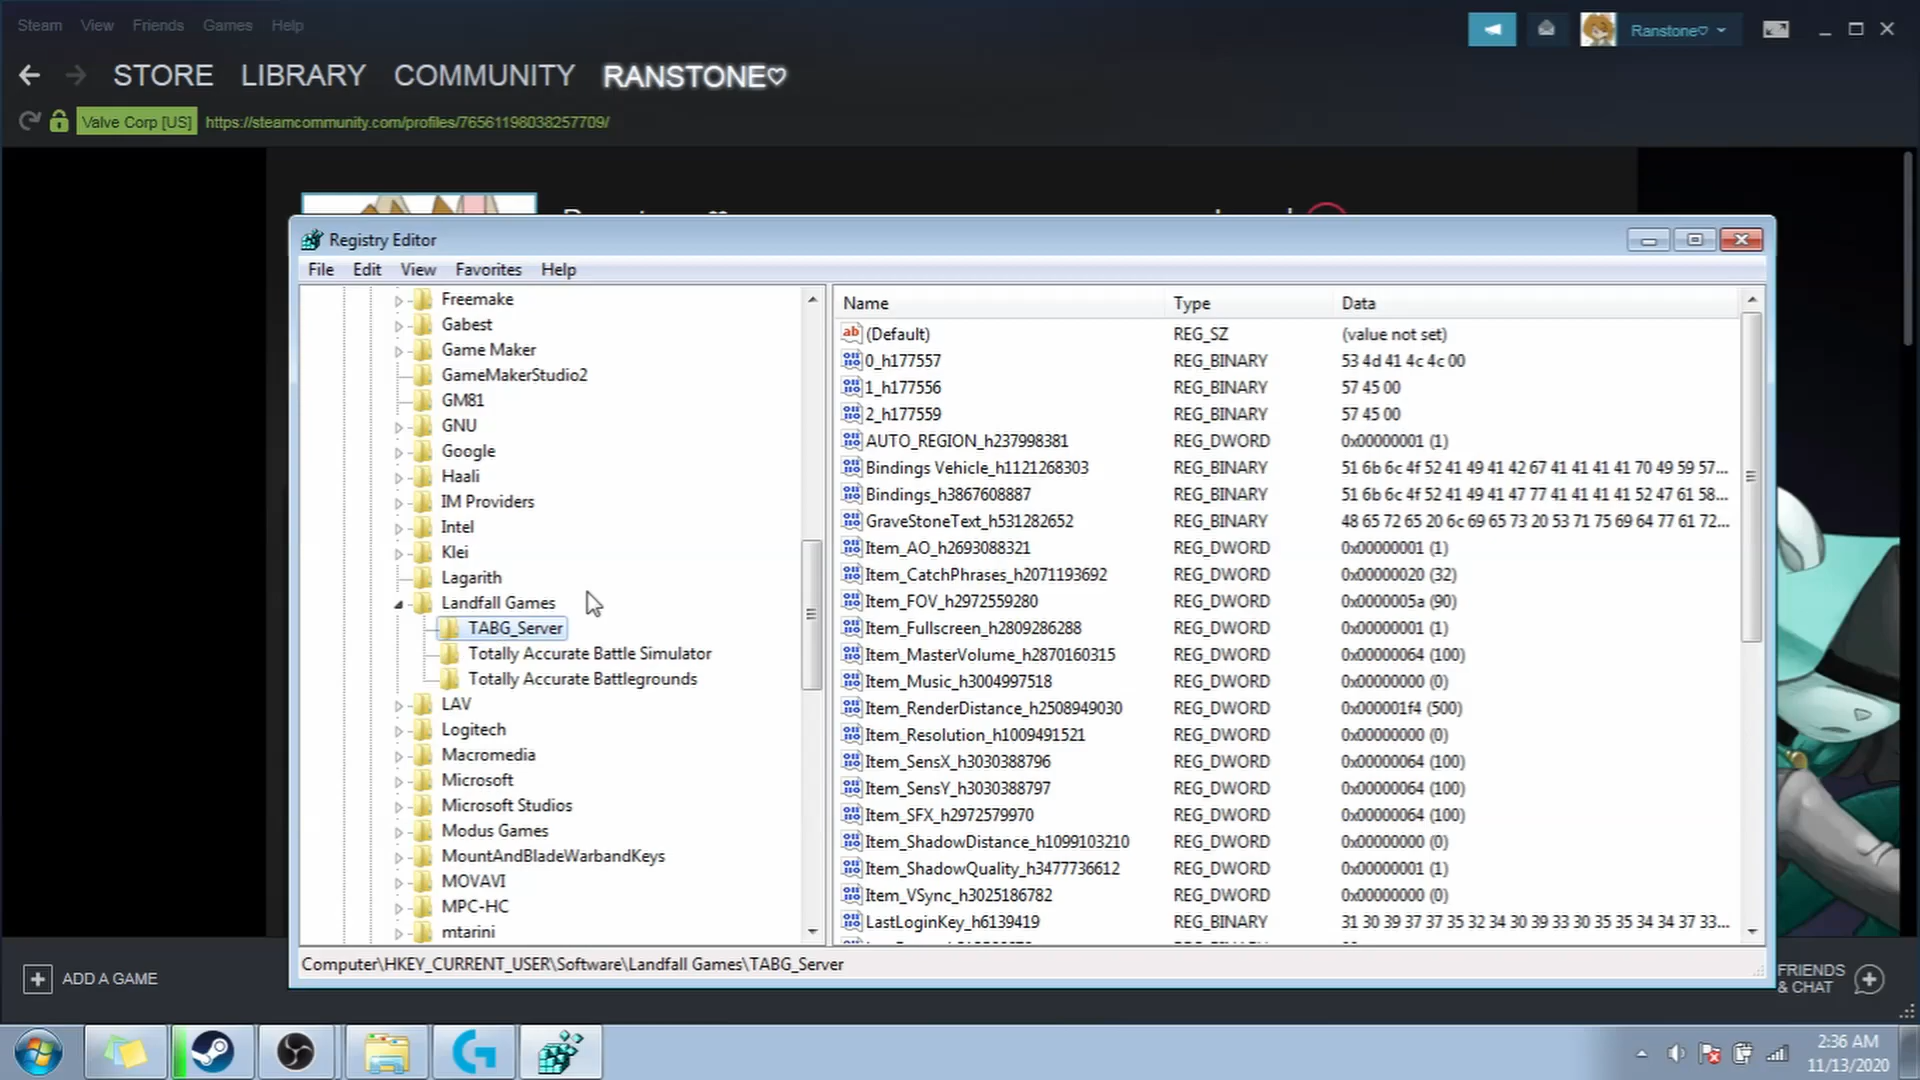 Steam View Friends Games Help
Ranstone♡
STORE LIBRARY COMMUNITY RANSTONE♡
Valve Corp [US] https://steamcommunity.com/profiles/76561198038257709/
Registry Editor
File Edit View Favorites Help
Freemake
Gabest
Game Maker
GameMakerStudio2
GM81
GNU
Google
Haali
IM Providers
Intel
Klei
Lagarith
Landfall Games
TABG_Server
Totally Accurate Battle Simulator
Totally Accurate Battlegrounds
LAV
Logitech
Macromedia
Microsoft
Microsoft Studios
Modus Games
MountAndBladeWarbandKeys
MOVAVI
MPC-HC
mtarini
Name Type Data
(Default) REG_SZ (value not set)
0_h177557 REG_BINARY 53 4d 41 4c 4c 00
1_h177556 REG_BINARY 57 45 00
2_h177559 REG_BINARY 57 45 00
AUTO_REGION_h237998381 REG_DWORD 0x00000001 (1)
Bindings Vehicle_h1121268303 REG_BINARY 51 6b 6c 4f 52 41 49 41 42 67 41 41 41 41 70 49 59 57...
Bindings_h3867608887 REG_BINARY 51 6b 6c 4f 52 41 49 41 47 77 41 41 41 41 52 47 61 58...
GraveStoneText_h531282652 REG_BINARY 48 65 72 65 20 6c 69 65 73 20 53 71 75 69 64 77 61 72...
Item_AO_h2693088321 REG_DWORD 0x00000001 (1)
Item_CatchPhrases_h2071193692 REG_DWORD 0x00000020 (32)
Item_FOV_h2972559280 REG_DWORD 0x0000005a (90)
Item_Fullscreen_h2809286288 REG_DWORD 0x00000001 (1)
Item_MasterVolume_h2870160315 REG_DWORD 0x00000064 (100)
Item_Music_h3004997518 REG_DWORD 0x00000000 (0)
Item_RenderDistance_h2508949030 REG_DWORD 0x000001f4 (500)
Item_Resolution_h1009491521 REG_DWORD 0x00000000 (0)
Item_SensX_h3030388796 REG_DWORD 0x00000064 (100)
Item_SensY_h3030388797 REG_DWORD 0x00000064 (100)
Item_SFX_h2972579970 REG_DWORD 0x00000064 (100)
Item_ShadowDistance_h1099103210 REG_DWORD 0x00000000 (0)
Item_ShadowQuality_h3477736612 REG_DWORD 0x00000001 (1)
Item_VSync_h3025186782 REG_DWORD 0x00000000 (0)
LastLoginKey_h6139419 REG_BINARY 31 30 39 37 37 35 32 34 30 39 33 30 35 35 34 34 37 33...
Computer\HKEY_CURRENT_USER\Software\Landfall Games\TABG_Server
ADD A GAME
FRIENDS
& CHAT
2:36 AM
11/13/2020